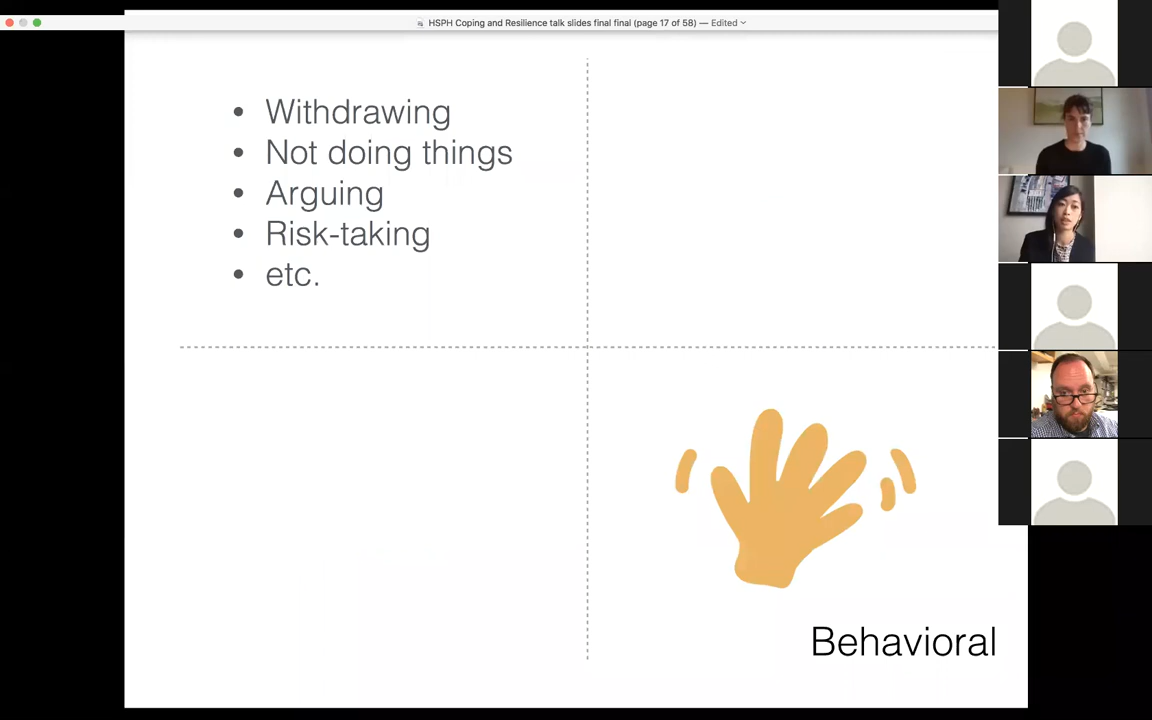 HSPH Coping and Resilience talk slides final final (page 17 of 58) — Edited
• Withdrawing
• Not doing things
• Arguing
• Risk-taking
• etc.
Behavioral